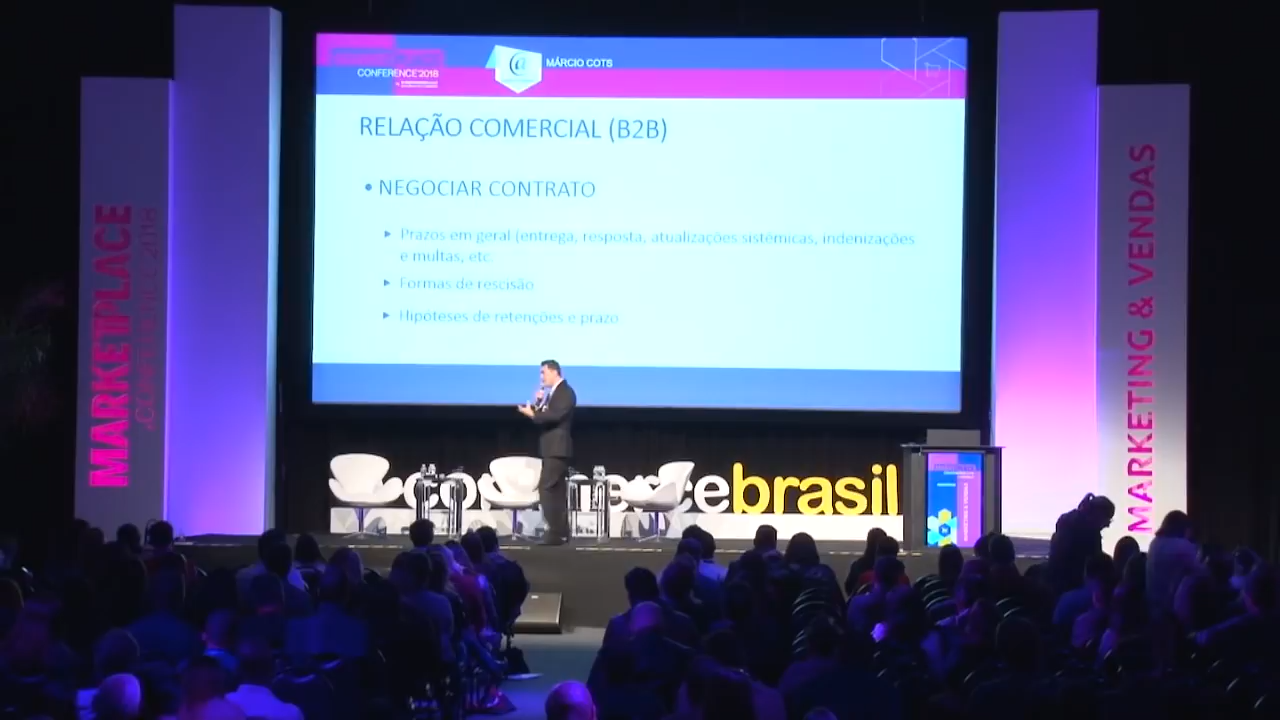 CONFERENCE'2018
@
MÁRCIO COTS
RELAÇÃO COMERCIAL (B2B)
• NEGOCIAR CONTRATO
Prazos em geral (entrega, resposta, atualizações sistêmicas, indenizações
e multas, etc.
Formas de rescisão
Hipóteses de retenções e prazo
MARKETPLACE
.CONFERENCE'2018
MARKETING & VENDAS
brasil